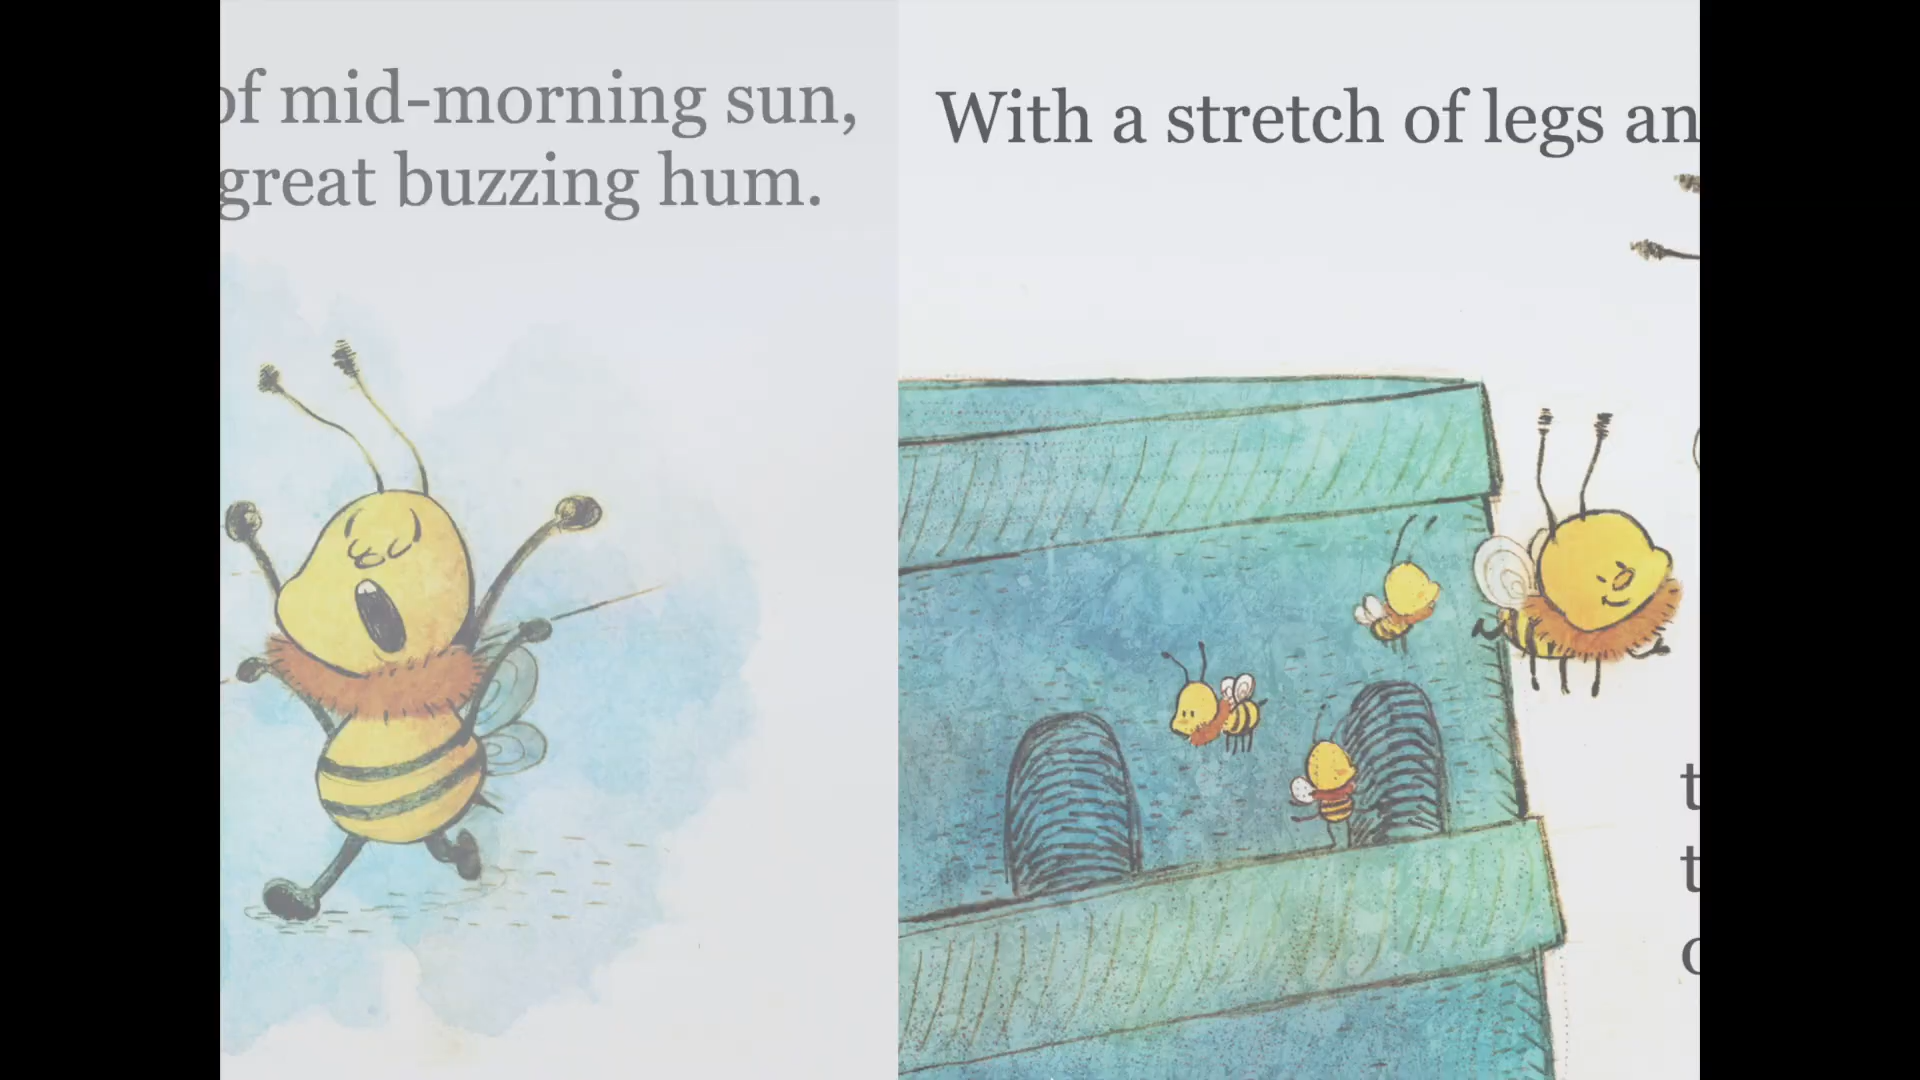 of mid-morning sun,
great buzzing hum.
With a stretch of legs an
t
t